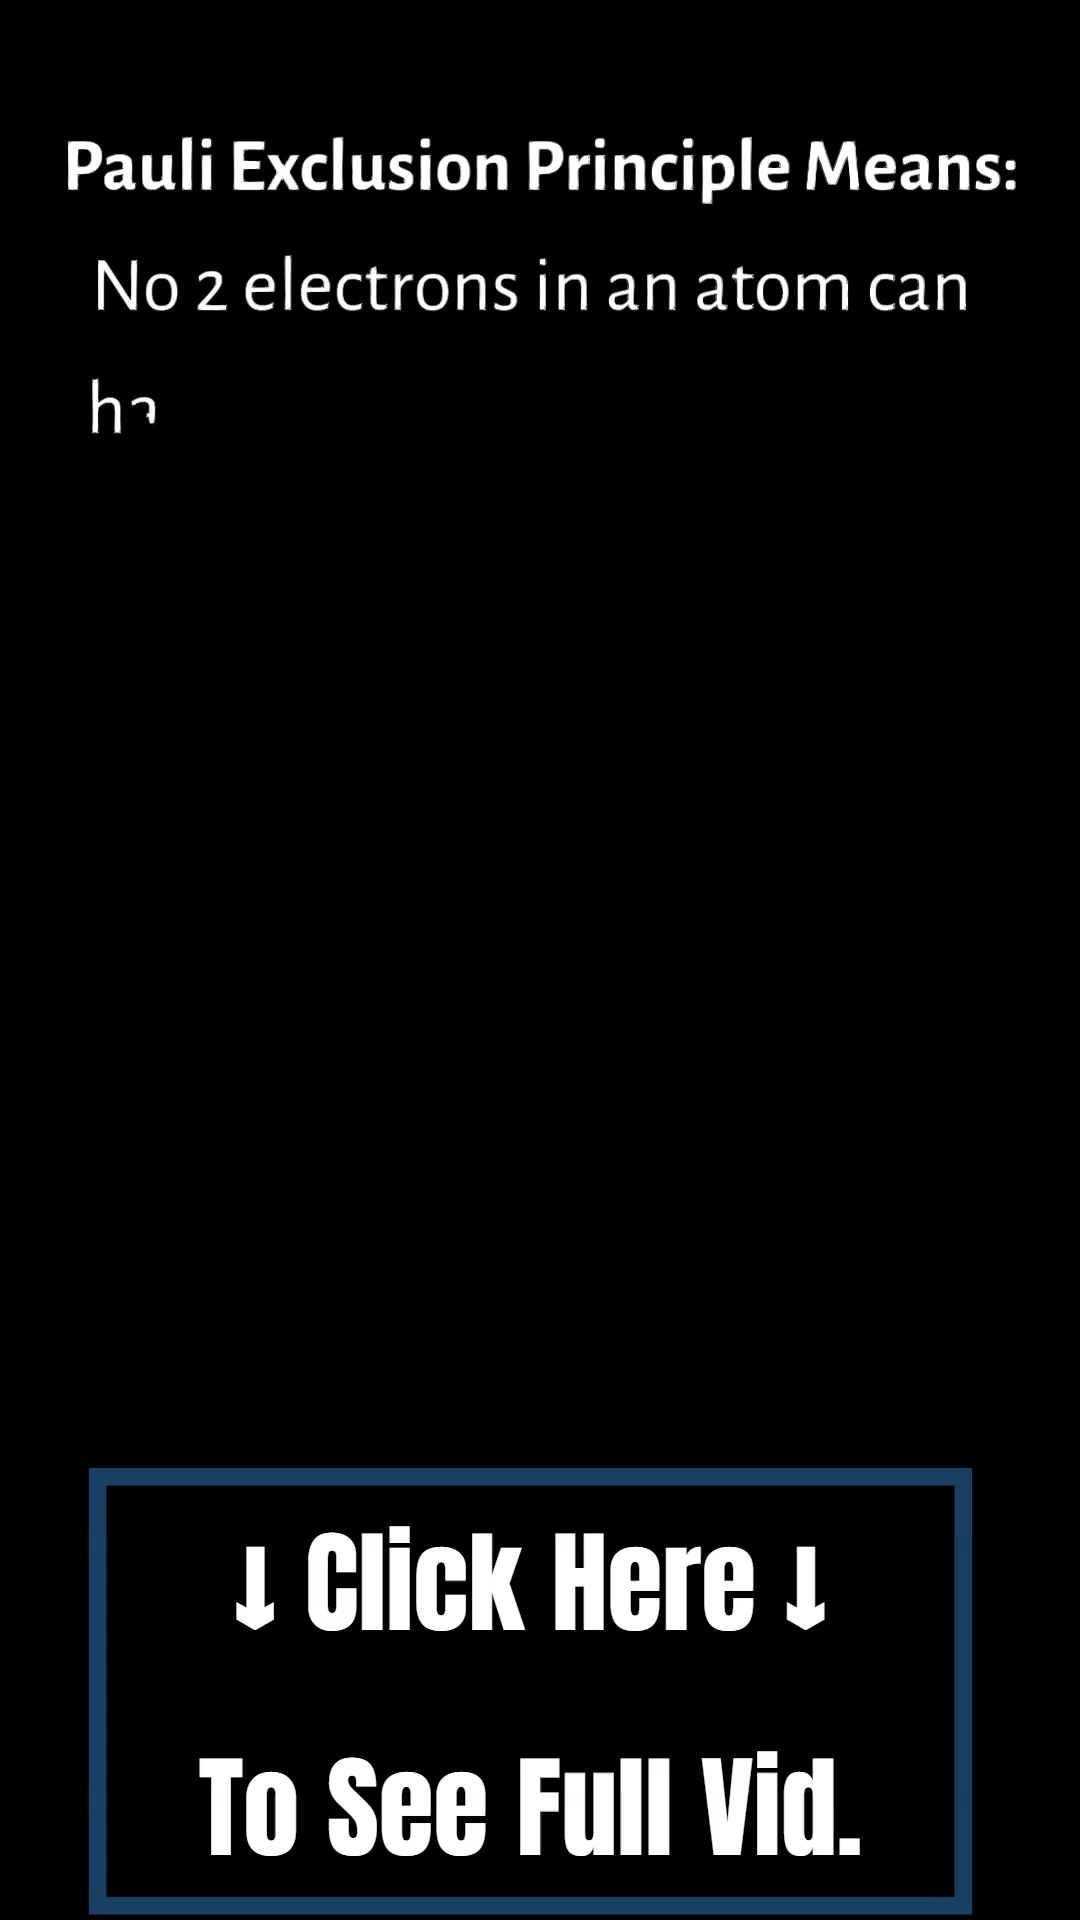 Pauli Exclusion Principle Means:
No 2 electrons in an atom can
↓ Click Here ↓
To See Full Vid.